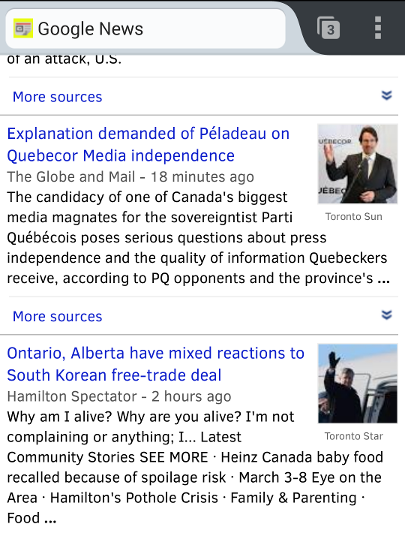 Google News
3
of an attack, U.S.
More sources
Explanation demanded of Péladeau on
Quebecor Media independence
The Globe and Mail - 18 minutes ago
The candidacy of one of Canada's biggest
media magnates for the sovereigntist Parti
Québécois poses serious questions about press
independence and the quality of information Quebeckers
receive, according to PQ opponents and the province's ...
ÉBECOR
UÉBEC
Toronto Sun
More sources
Ontario, Alberta have mixed reactions to
South Korean free-trade deal
Hamilton Spectator - 2 hours ago
Why am I alive? Why are you alive? I'm not
complaining or anything; I... Latest
Community Stories SEE MORE · Heinz Canada baby food
recalled because of spoilage risk · March 3-8 Eye on the
Area · Hamilton's Pothole Crisis · Family & Parenting ·
Food ...
Toronto Star